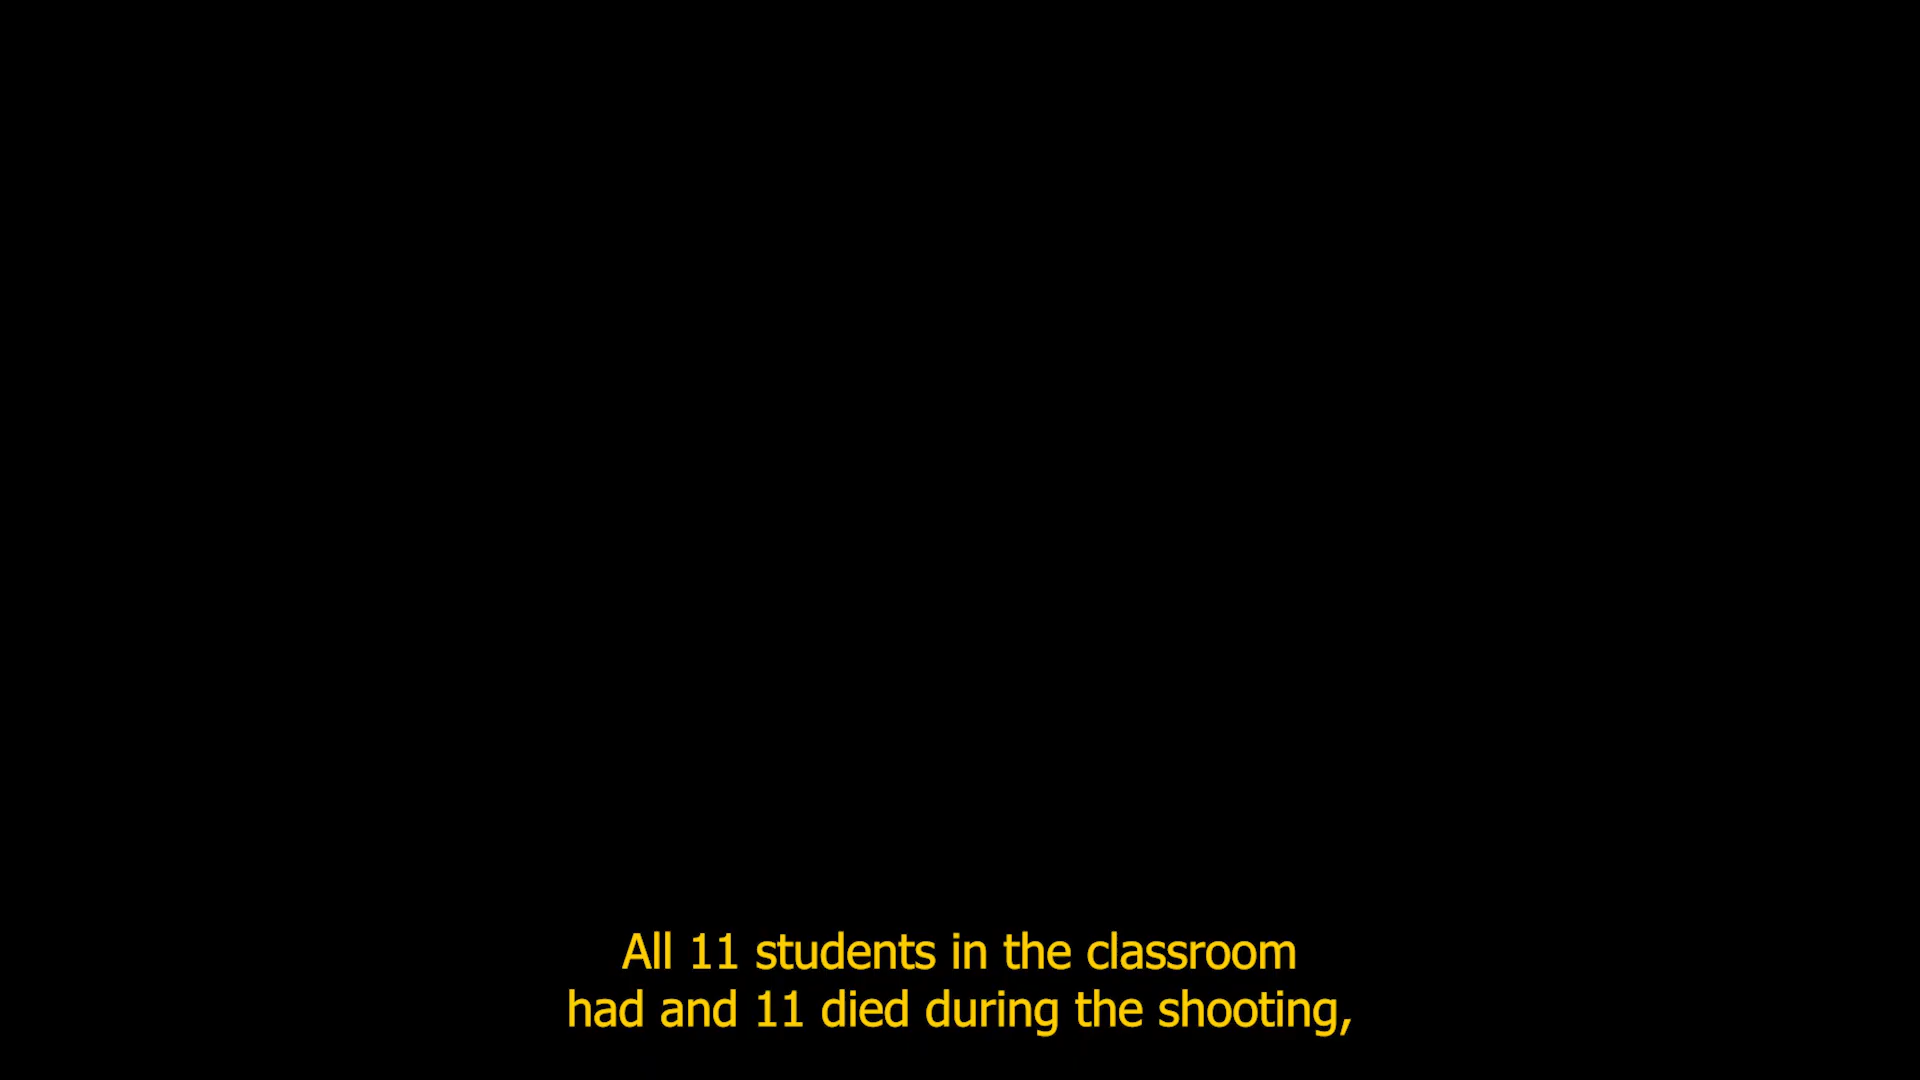 All 11 students in the classroom
had and 11 died during the shooting,